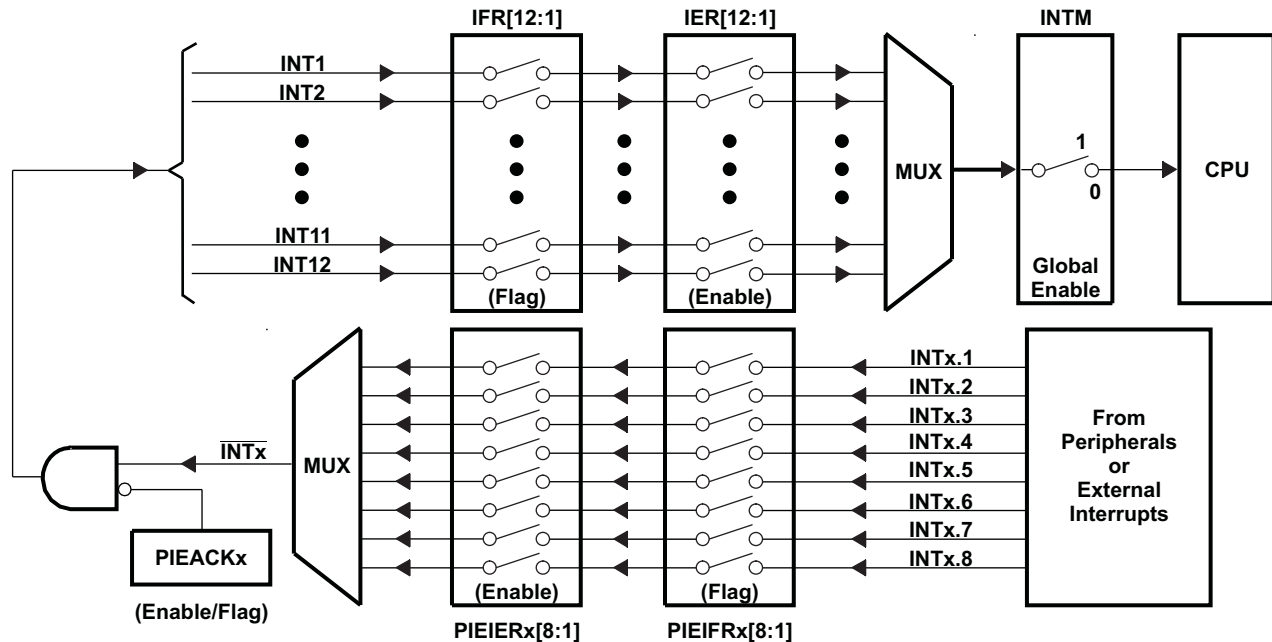 IFR[12:1]
IER[12:1]
INTM
INT1
INT2
1
MUX
CPU
0
INT11
INT12
Global
Enable
(Flag)
(Enable)
INTx.1
INTx.2
INTx.3
INTx.4
INTx.5
INTx.6
INTx.7
INTx.8
From
Peripherals
or
External
Interrupts
INTx
MUX
PIEACKx
(Enable/Flag)
(Enable)
(Flag)
PIEIERx[8:1]
PIEIFRx[8:1]